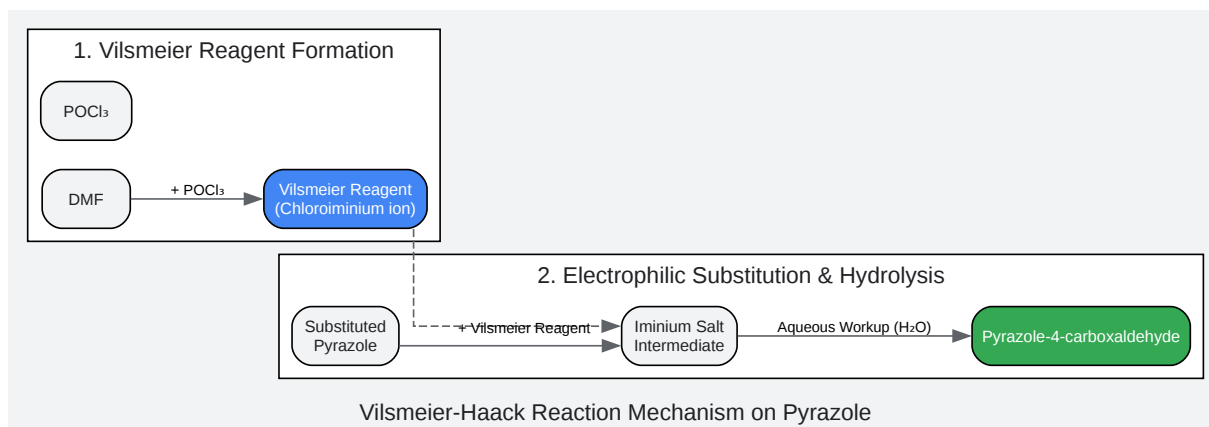 1. Vilsmeier Reagent Formation
POCl₃
DMF
+ POCl₃
Vilsmeier Reagent
(Chloroiminium ion)
2. Electrophilic Substitution & Hydrolysis
Substituted
Pyrazole
+ Vilsmeier Reagent
Iminium Salt
Intermediate
Aqueous Workup (H₂O)
Pyrazole-4-carboxaldehyde
Vilsmeier-Haack Reaction Mechanism on Pyrazole